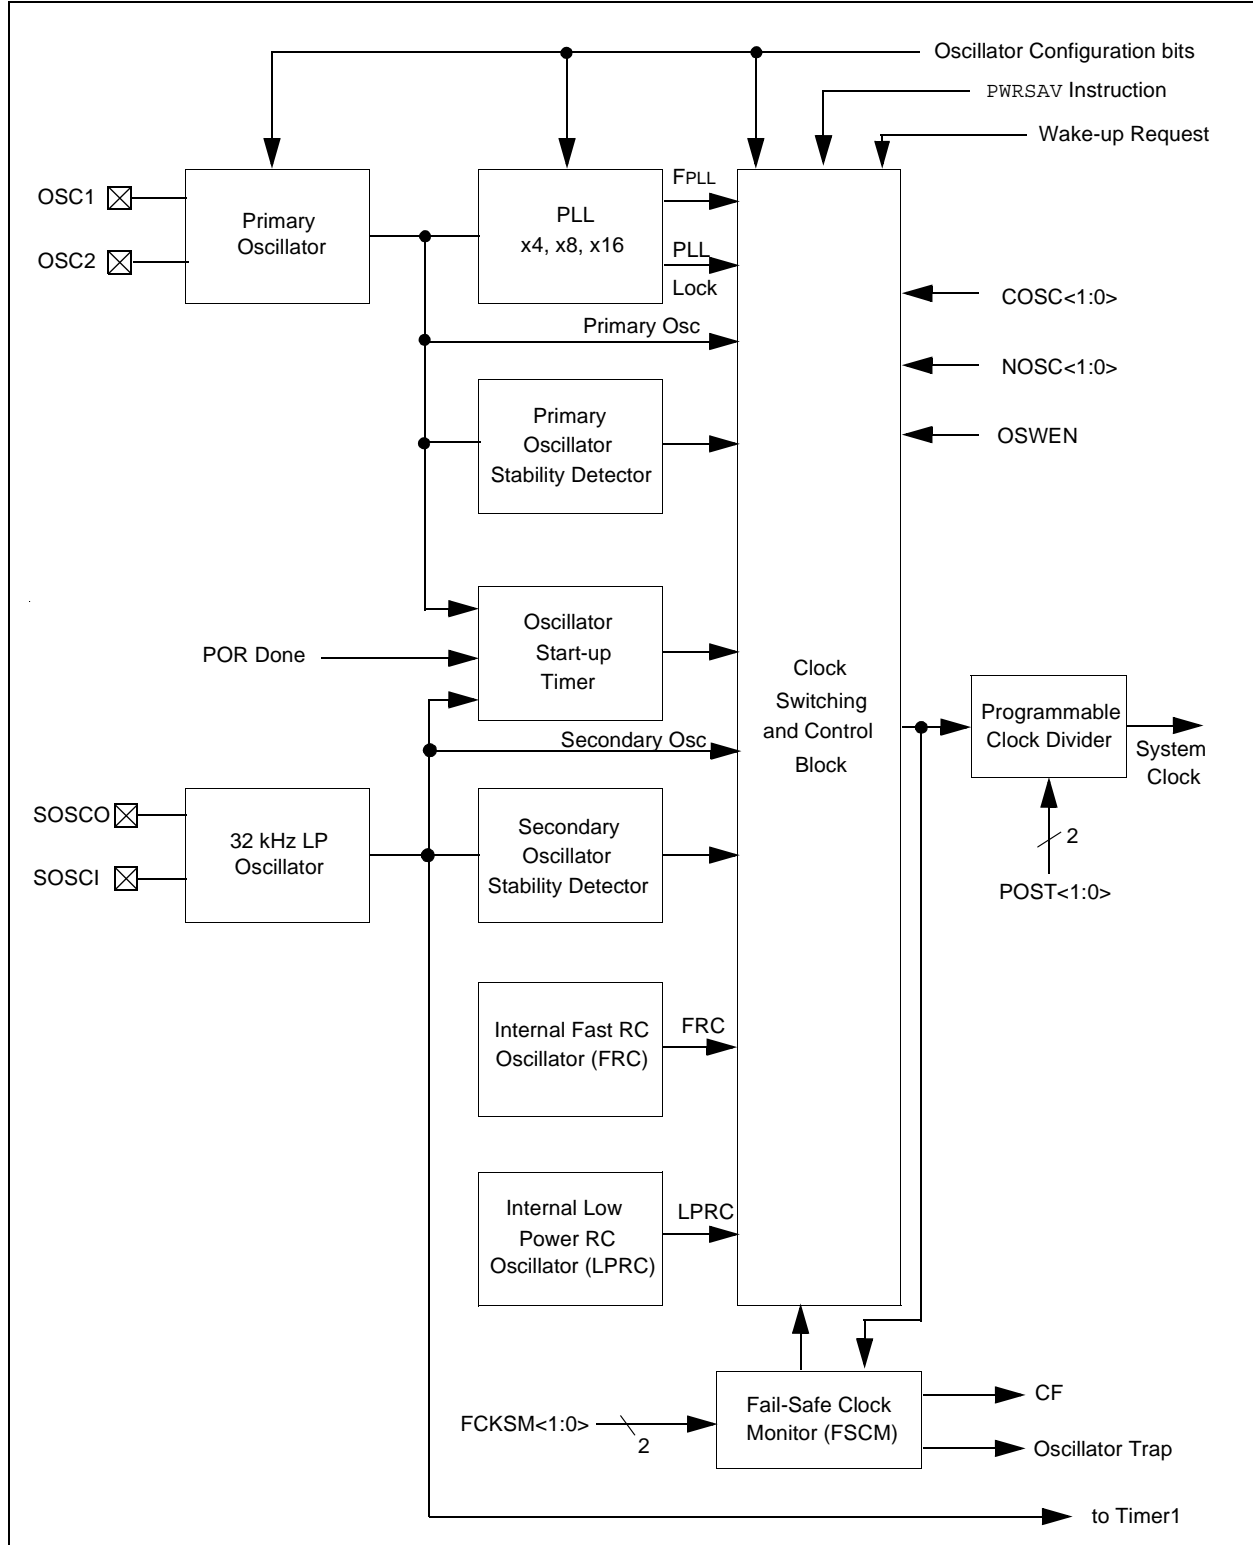 Oscillator Configuration bits
PWRSAV Instruction
Wake-up Request
OSC1
OSC2
Primary
Oscillator
PLL
x4, x8, x16
FPLL
PLL
Lock
COSC<1:0>
NOSC<1:0>
OSWEN
Primary Osc
Primary
Oscillator
Stability Detector
POR Done
Oscillator
Start-up
Timer
Clock
Switching
and Control
Block
Programmable
Clock Divider
System
Clock
2
POST<1:0>
Secondary Osc
SOSCO
SOSCI
32 kHz LP
Oscillator
Secondary
Oscillator
Stability Detector
Internal Fast RC
Oscillator (FRC)
FRC
Internal Low
Power RC
Oscillator (LPRC)
LPRC
FCKSM<1:0>
2
Fail-Safe Clock
Monitor (FSCM)
CF
Oscillator Trap
to Timer1